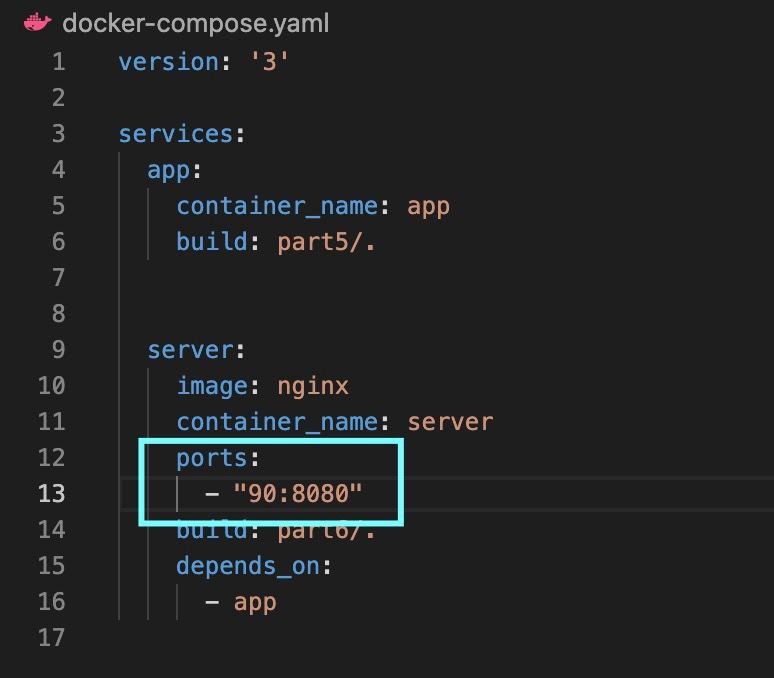 docker-compose.yaml
1 version: '3'
2
3 services:
4 app:
5 container_name: app
6 build: part5/.
7
8
9 server:
10 image: nginx
11 container_name: server
12 ports:
13 - "90:8080"
14 build: part6/.
15 depends_on:
16 - app
17